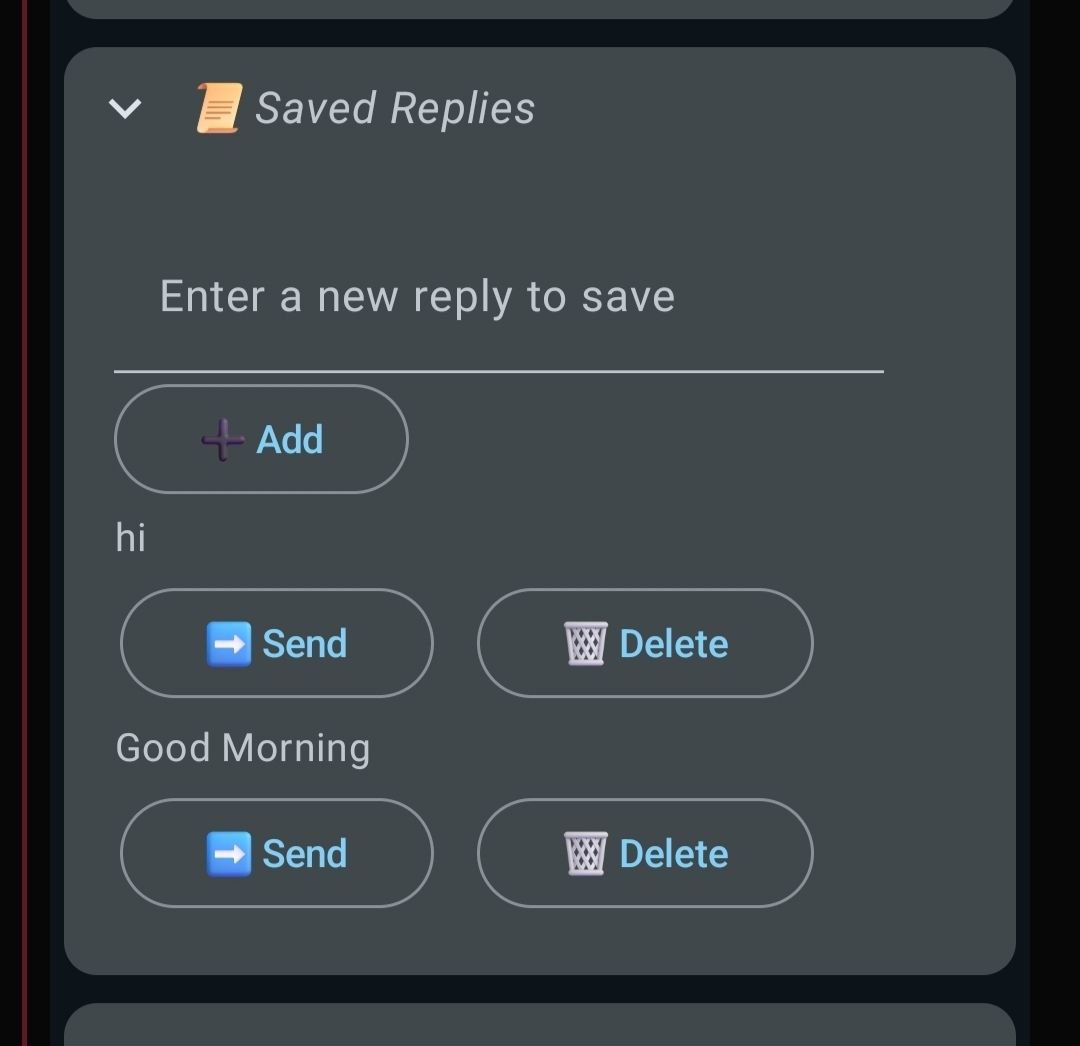 Saved Replies
Enter a new reply to save
Add
hi
Send Delete
Good Morning
Send Delete